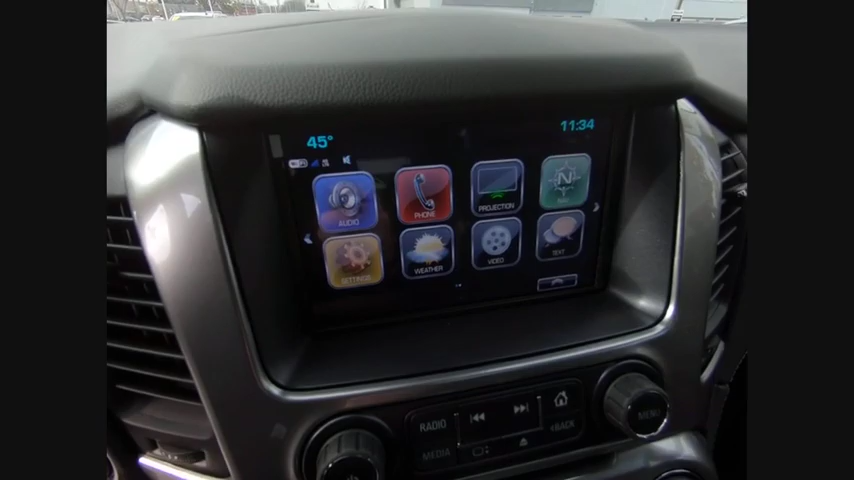 45° 11:34
AUDIO PHONE PROJECTION NAV
SETTINGS WEATHER VIDEO TEXT
RADIO
MEDIA <BACK
MENU